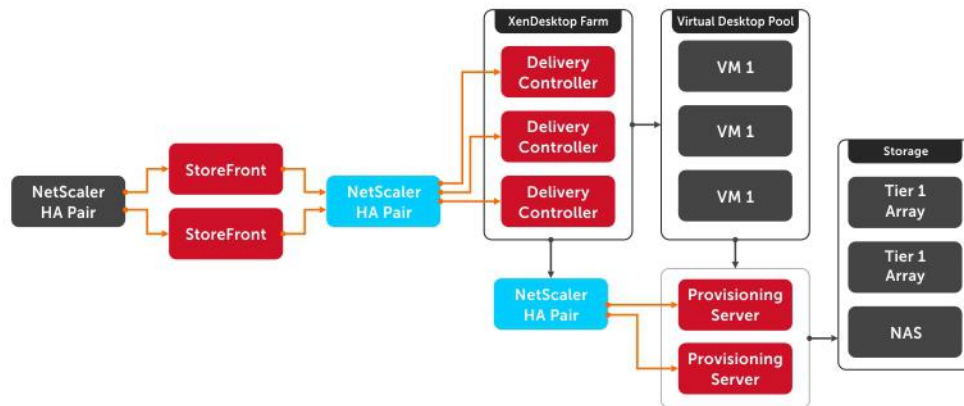 XenDesktop Farm
Virtual Desktop Pool
Delivery
Controller
VM 1
Delivery
Controller
VM 1
Delivery
Controller
VM 1
StoreFront
StoreFront
NetScaler
HA Pair
NetScaler
HA Pair
Storage
Tier 1
Array
Tier 1
Array
NAS
NetScaler
HA Pair
Provisioning
Server
Provisioning
Server